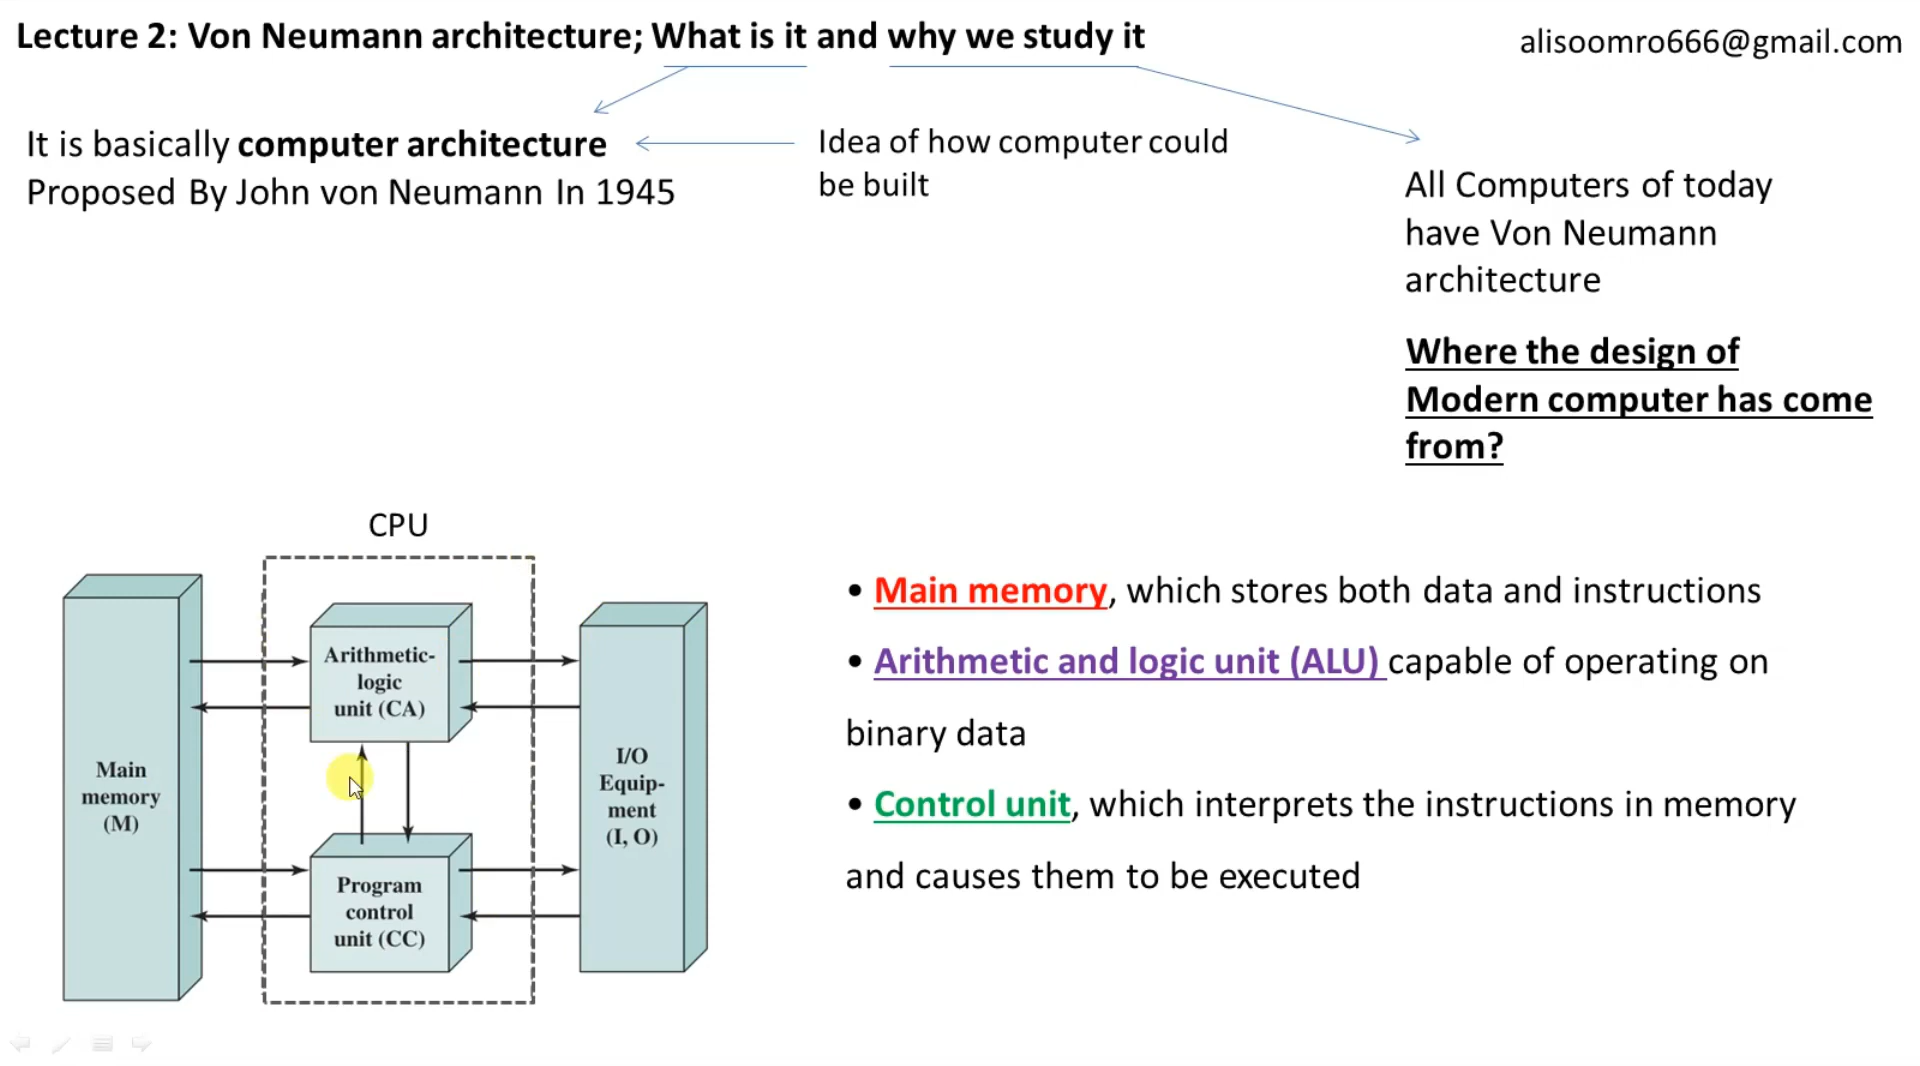 Lecture 2: Von Neumann architecture; What is it and why we study it
alisoomro666@gmail.com
It is basically computer architecture
Proposed By John von Neumann In 1945
Idea of how computer could
be built
All Computers of today
have Von Neumann
architecture
Where the design of
Modern computer has come
from?
CPU
Main
memory
(M)
Arithmetic-
logic
unit (CA)
Program
control
unit (CC)
I/O
Equip-
ment
(I, O)
• Main memory, which stores both data and instructions
• Arithmetic and logic unit (ALU) capable of operating on
binary data
• Control unit, which interprets the instructions in memory
and causes them to be executed